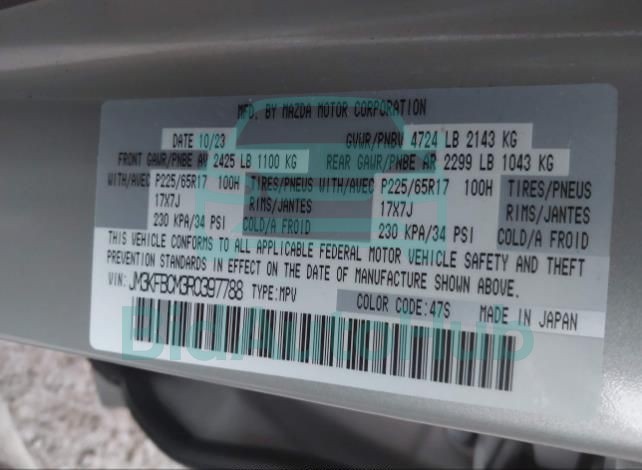 MFD. BY MAZDA MOTOR CORPORATION
DATE 10/23 GVWR/PNBV 4724 LB 2143 KG
FRONT GAWR/PNBE AV 2425 LB 1100 KG REAR GAWR/PNBE AR 2299 LB 1043 KG
WITH/AVEC P225/65R17 100H TIRES/PNEUS WITH/AVEC P225/65R17 100H TIRES/PNEUS
17X7J RIMS/JANTES 17X7J RIMS/JANTES
230 KPA/34 PSI COLD/A FROID 230 KPA/34 PSI COLD/A FROID
THIS VEHICLE CONFORMS TO ALL APPLICABLE FEDERAL MOTOR VEHICLE SAFETY AND THEFT
PREVENTION STANDARDS IN EFFECT ON THE DATE OF MANUFACTURE SHOWN ABOVE.
VIN: JM3KFBCM3R0397788 TYPE:MPV COLOR CODE:47S MADE IN JAPAN
BidAutoHub